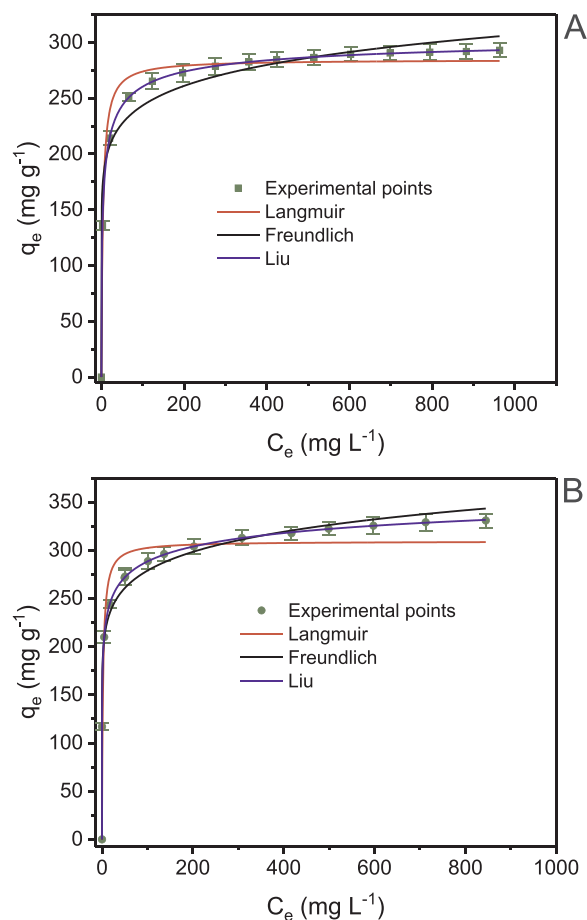 A
300
250
200
150
100
50
0
qe (mg g-1)
Experimental points
Langmuir
Freundlich
Liu
0 200 400 600 800 1000
Ce (mg L-1)
B
350
300
250
200
150
100
50
0
qe (mg g-1)
Experimental points
Langmuir
Freundlich
Liu
0 200 400 600 800 1000
Ce (mg L-1)